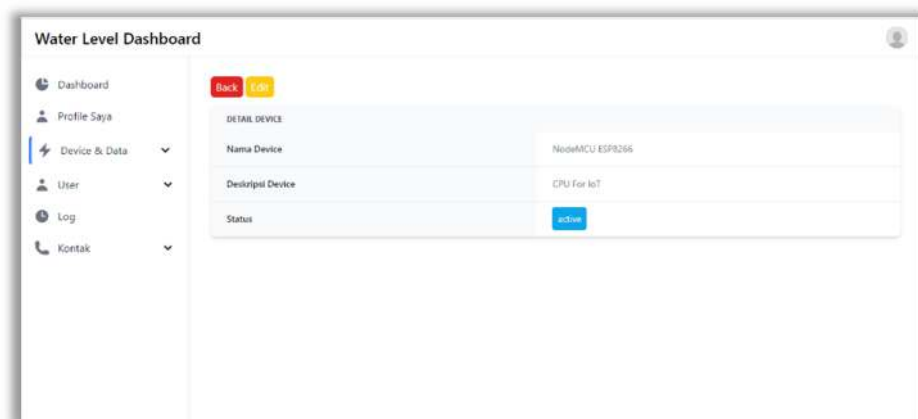 Water Level Dashboard
Dashboard
Profile Saya
Device & Data
User
Log
Kontak
Back Edit
DETAIL DEVICE
Nama Device NodeMCU ESP8266
Deskripsi Device CPU For IoT
Status active